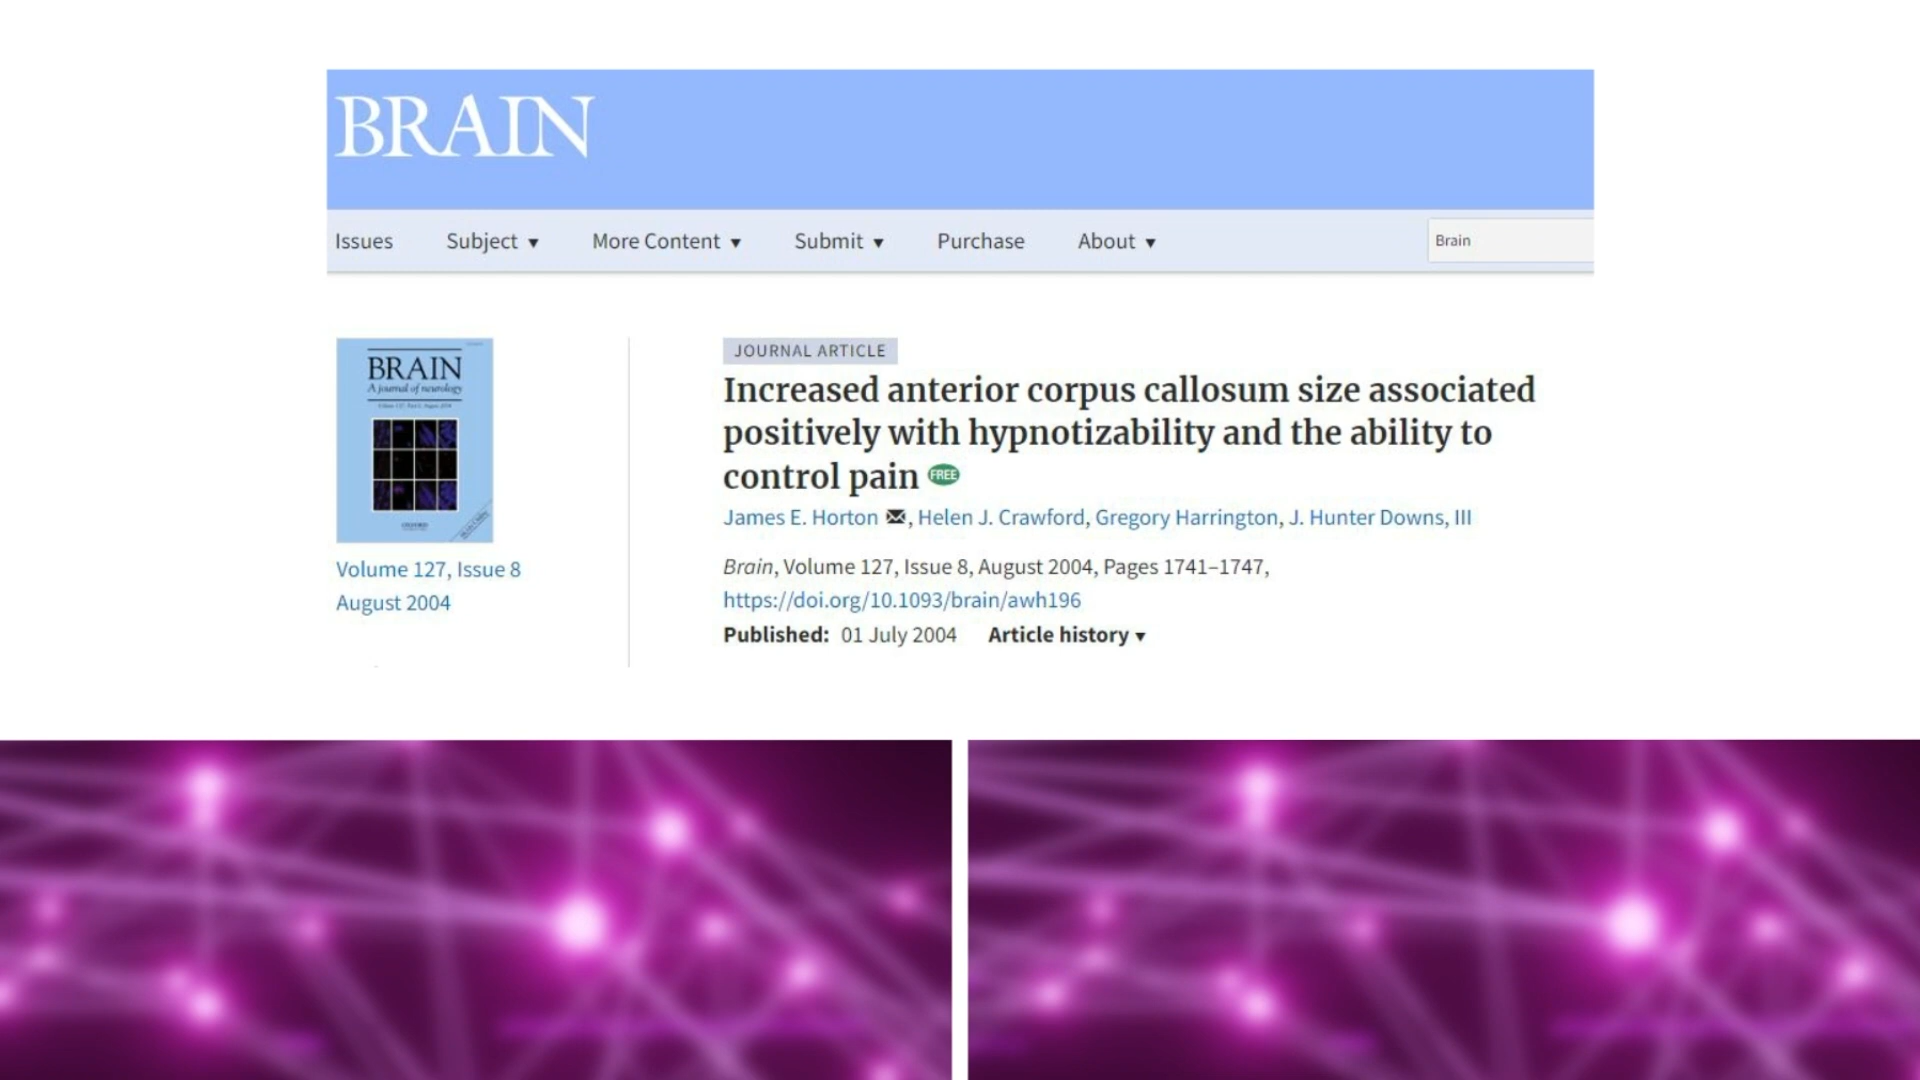 BRAIN
Issues Subject ▼ More Content ▼ Submit ▼ Purchase About ▼ Brain
BRAIN
A journal of neurology
OXFORD
Volume 127, Issue 8
August 2004
JOURNAL ARTICLE
Increased anterior corpus callosum size associated
positively with hypnotizability and the ability to
control pain FREE
James E. Horton ✉, Helen J. Crawford, Gregory Harrington, J. Hunter Downs, III
Brain, Volume 127, Issue 8, August 2004, Pages 1741–1747,
https://doi.org/10.1093/brain/awh196
Published: 01 July 2004 Article history ▼